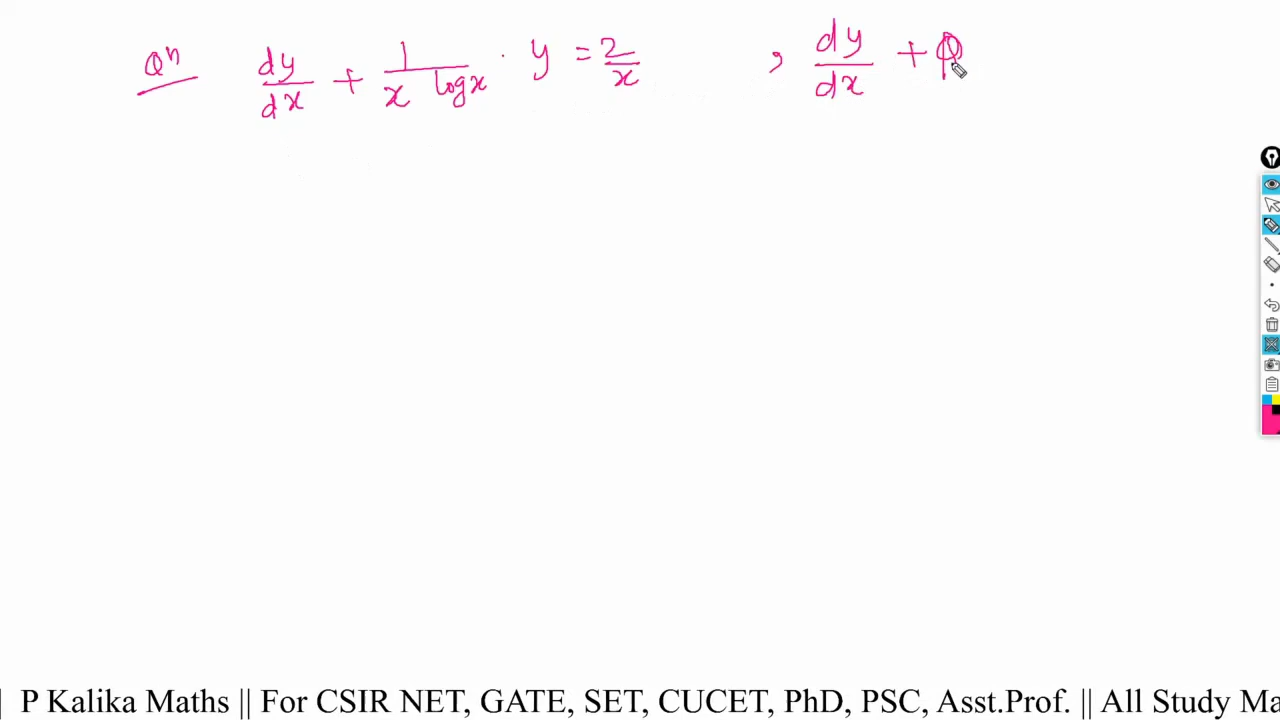 Qⁿ dy/dx + 1/(x log x) · y = 2/x , dy/dx + P
| P Kalika Maths || For CSIR NET, GATE, SET, CUCET, PhD, PSC, Asst.Prof. || All Study Ma